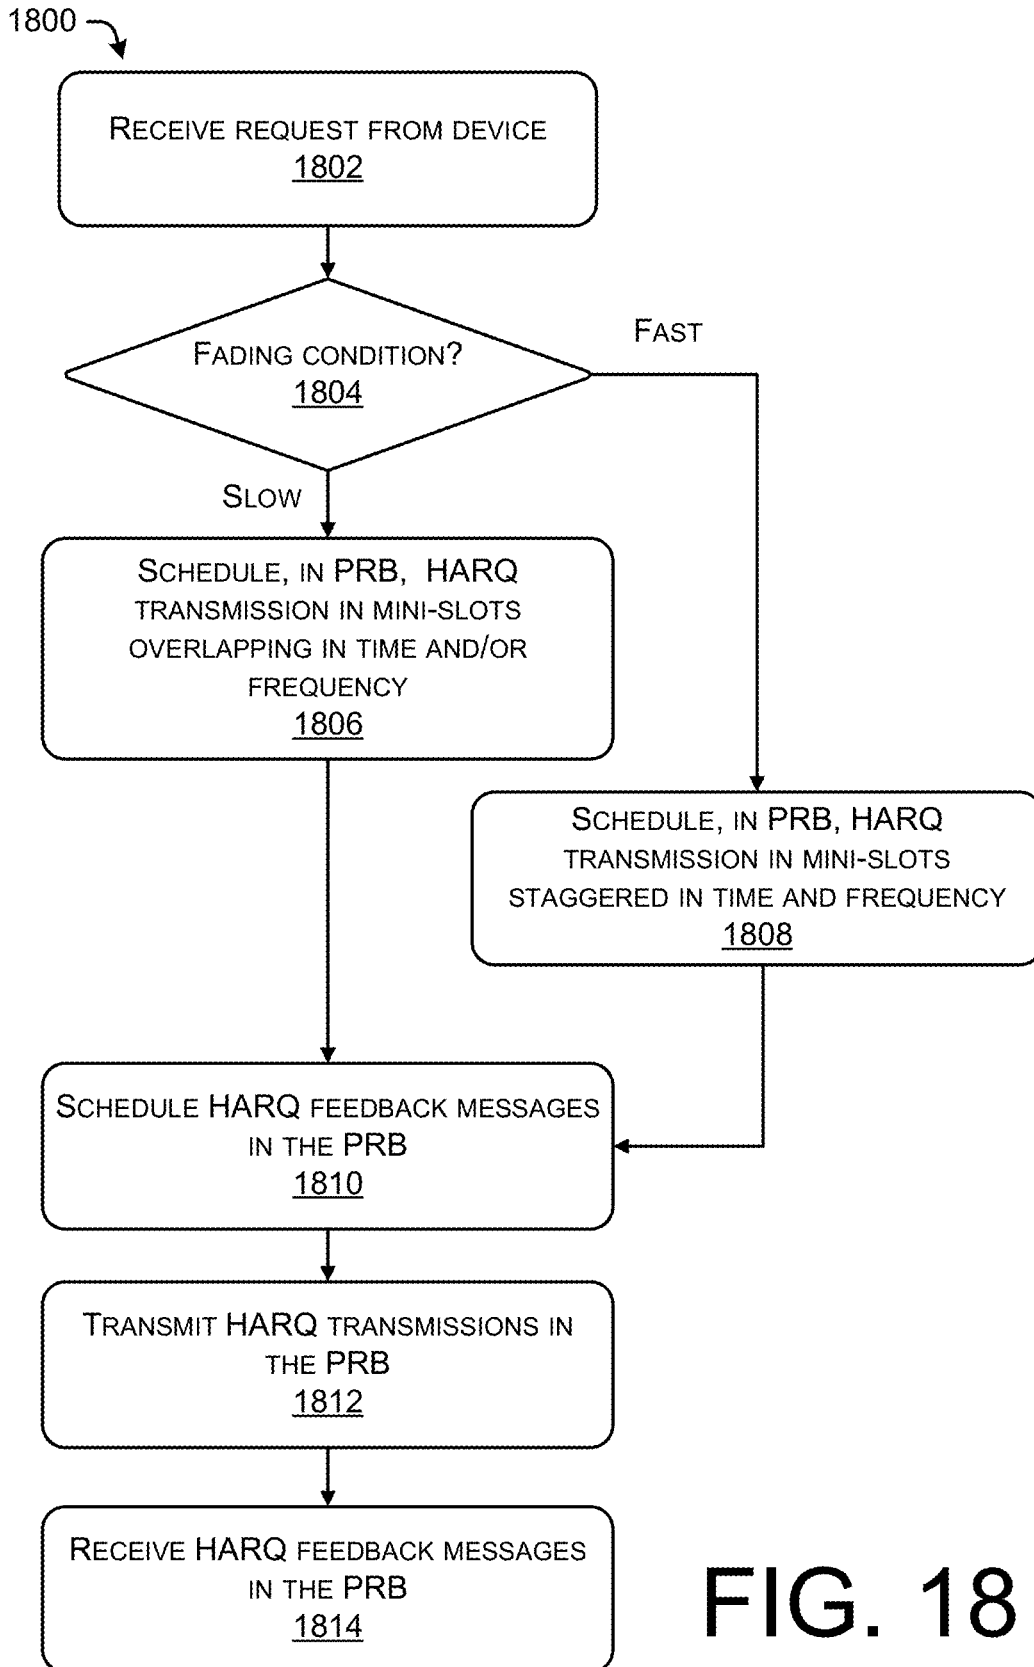 1800
RECEIVE REQUEST FROM DEVICE
1802
FADING CONDITION?
1804
FAST
SLOW
SCHEDULE, IN PRB, HARQ
TRANSMISSION IN MINI-SLOTS
OVERLAPPING IN TIME AND/OR
FREQUENCY
1806
SCHEDULE, IN PRB, HARQ
TRANSMISSION IN MINI-SLOTS
STAGGERED IN TIME AND FREQUENCY
1808
SCHEDULE HARQ FEEDBACK MESSAGES
IN THE PRB
1810
TRANSMIT HARQ TRANSMISSIONS IN
THE PRB
1812
RECEIVE HARQ FEEDBACK MESSAGES
IN THE PRB
1814
FIG. 18